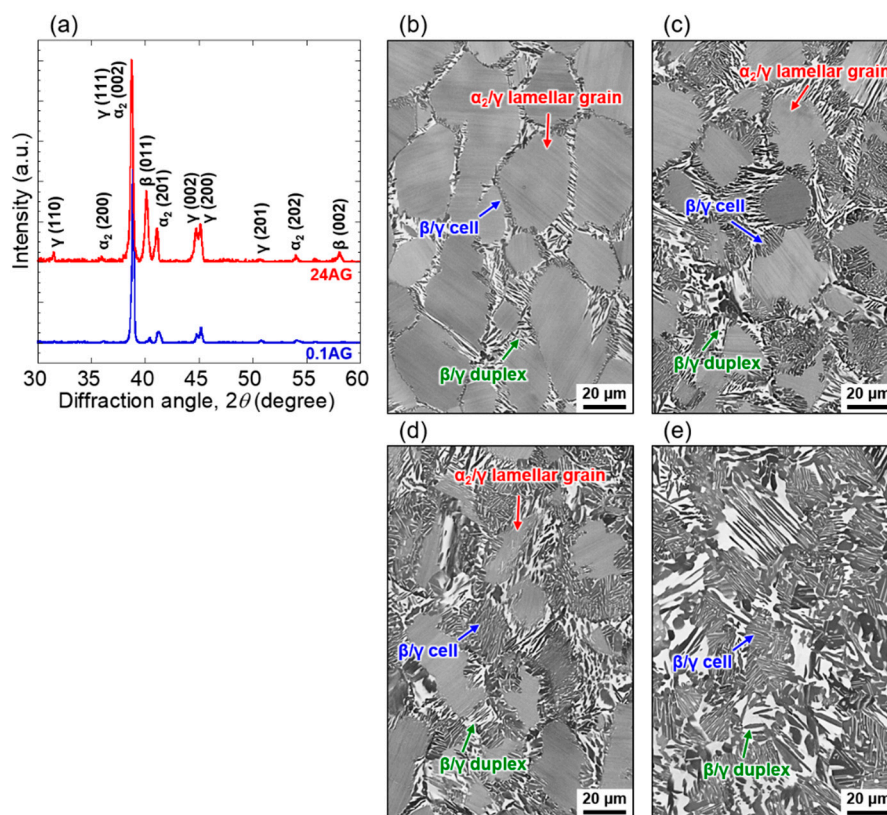 (a)
γ (111)
α₂ (002)
β (011)
α₂ (201)
γ (002)
γ (200)
γ (110)
α₂ (200)
γ (201)
α₂ (202)
β (002)
24AG
0.1AG
Intensity (a.u.)
30 35 40 45 50 55 60
Diffraction angle, 2θ (degree)
(b)
α₂/γ lamellar grain
β/γ cell
β/γ duplex
20 μm
(c)
α₂/γ lamellar grain
β/γ cell
β/γ duplex
20 μm
(d)
α₂/γ lamellar grain
β/γ cell
β/γ duplex
20 μm
(e)
β/γ cell
β/γ duplex
20 μm